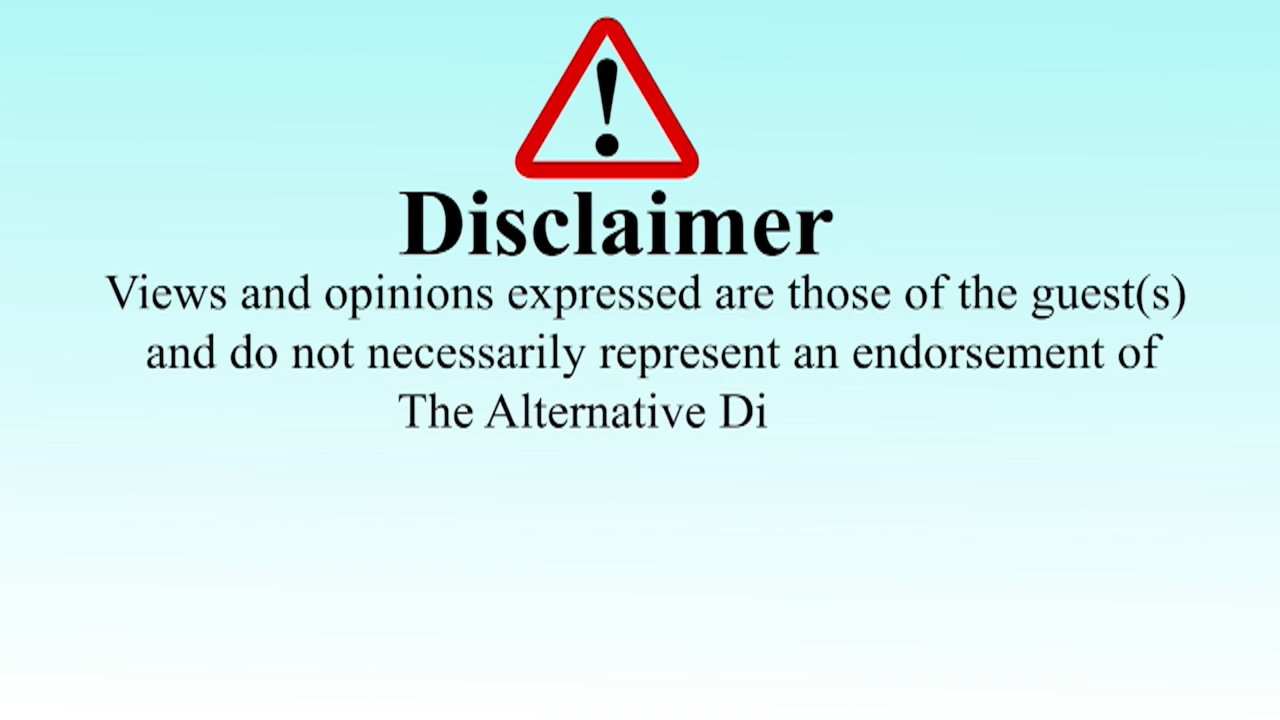 Disclaimer
Views and opinions expressed are those of the guest(s)
and do not necessarily represent an endorsement of
The Alternative Di